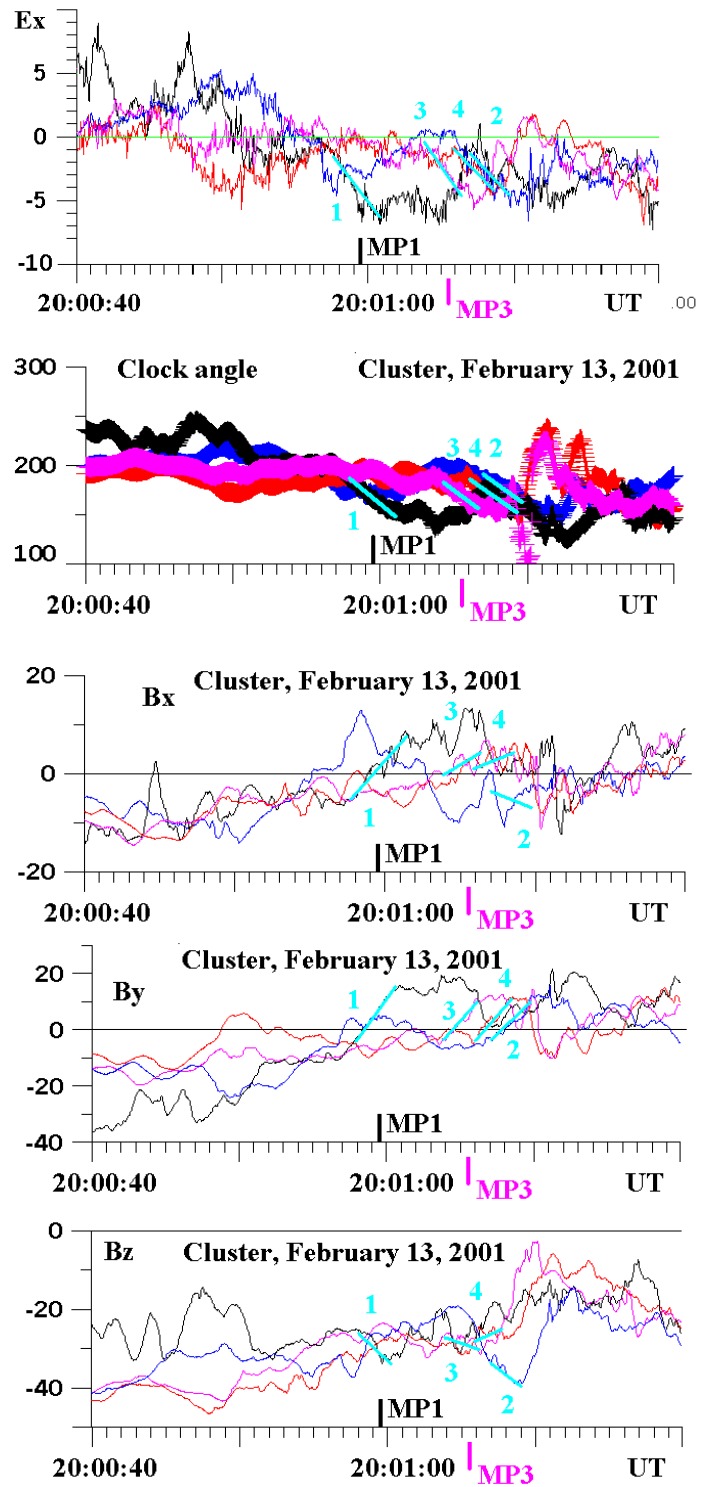 Ex
5
0
-5
-10
3 4 2
1
MP1
20:00:40 20:01:00 UT .00
MP3
300
200
100
Clock angle Cluster, February 13, 2001
3 4 2
1
MP1
20:00:40 20:01:00 UT
MP3
20
0
-20
Cluster, February 13, 2001
Bx
3 4
1
2
MP1
20:00:40 20:01:00 UT
MP3
20
0
-20
-40
Cluster, February 13, 2001
By
1 3 4
2
MP1
20:00:40 20:01:00 UT
MP3
0
-20
-40
Bz Cluster, February 13, 2001
1 4
3
2
MP1
20:00:40 20:01:00 UT
MP3